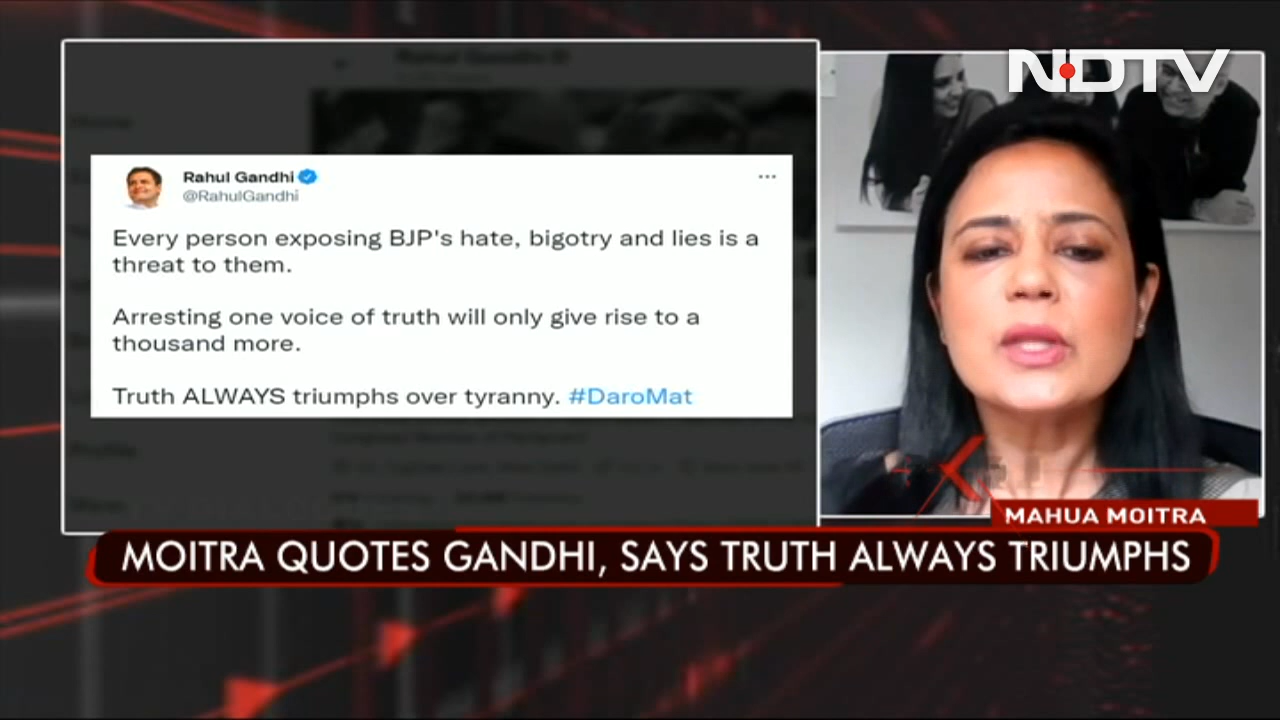 NDTV
Rahul Gandhi
@RahulGandhi
Every person exposing BJP's hate, bigotry and lies is a
threat to them.
Arresting one voice of truth will only give rise to a
thousand more.
Truth ALWAYS triumphs over tyranny. #DaroMat
MAHUA MOITRA
MOITRA QUOTES GANDHI, SAYS TRUTH ALWAYS TRIUMPHS